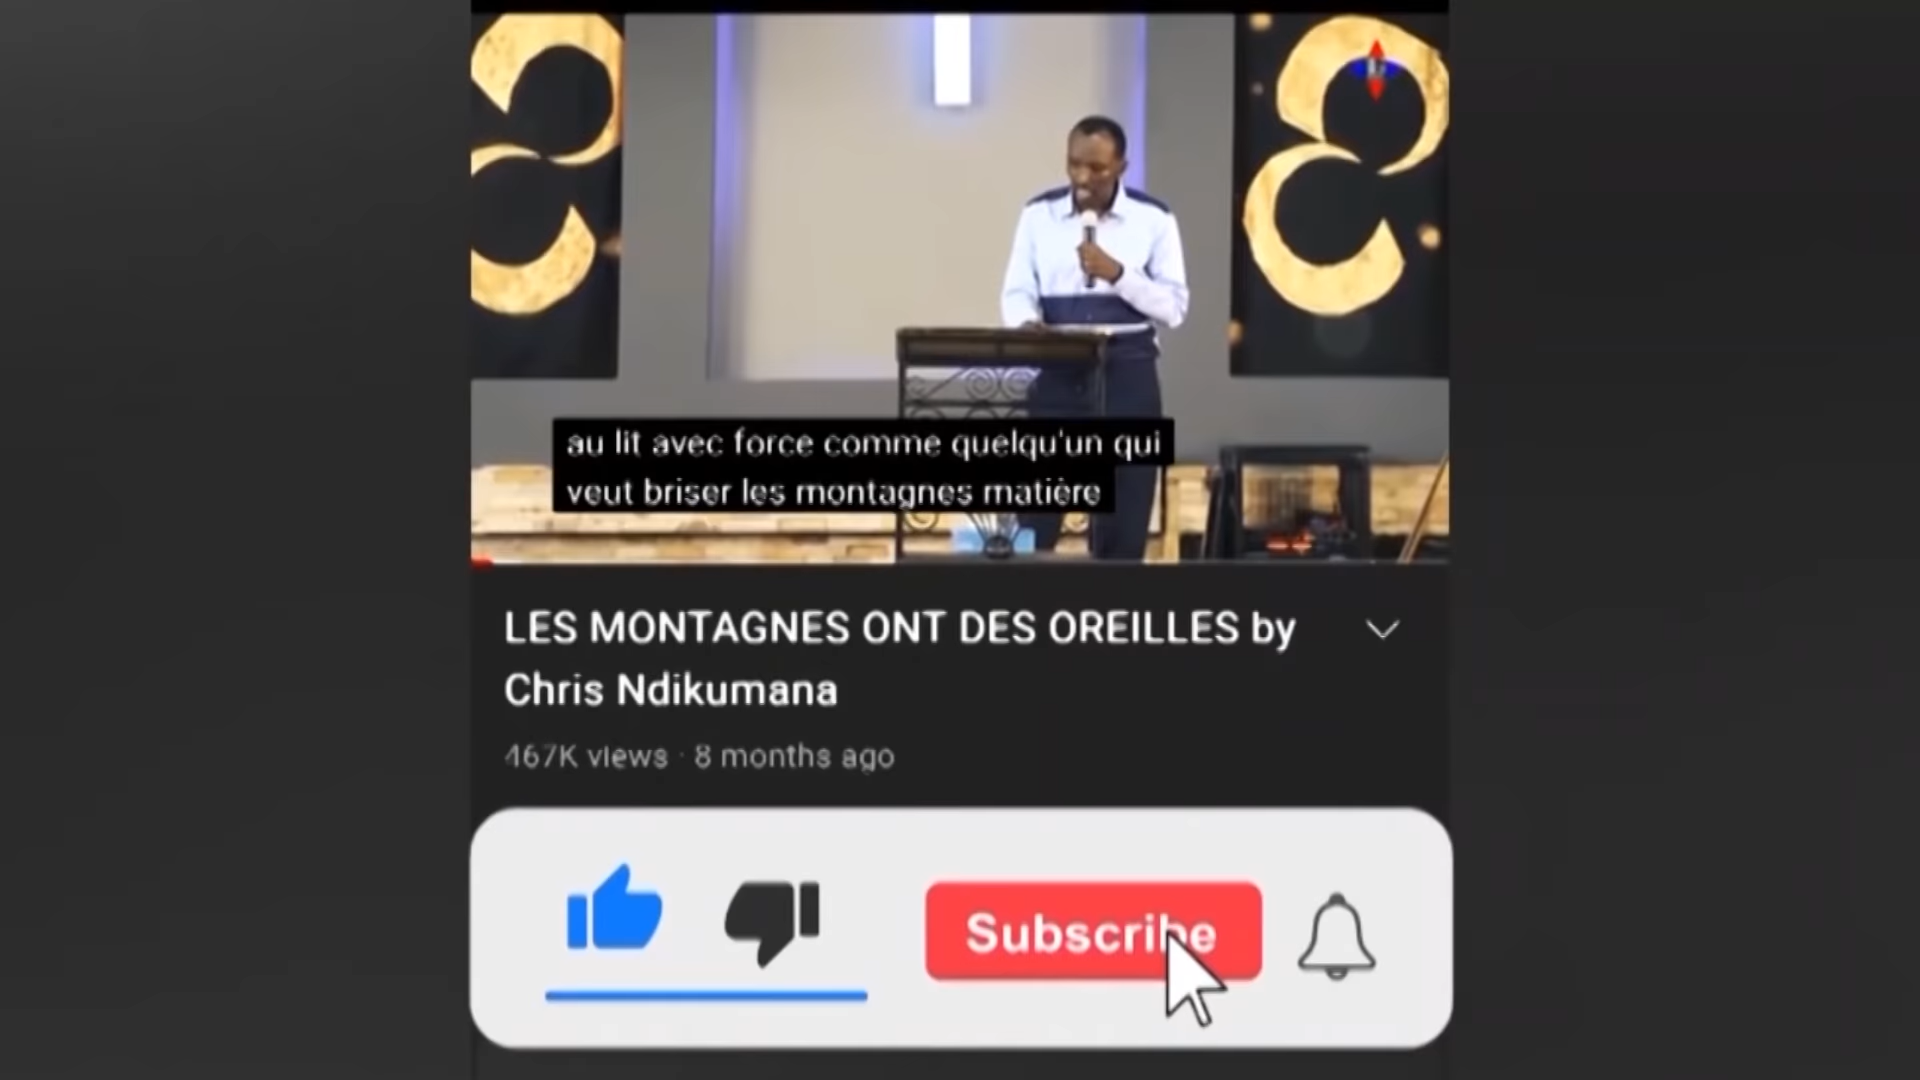 au lit avec force comme quelqu'un qui
veut briser les montagnes matière
LES MONTAGNES ONT DES OREILLES by
Chris Ndikumana
467K views · 8 months ago
Subscribe